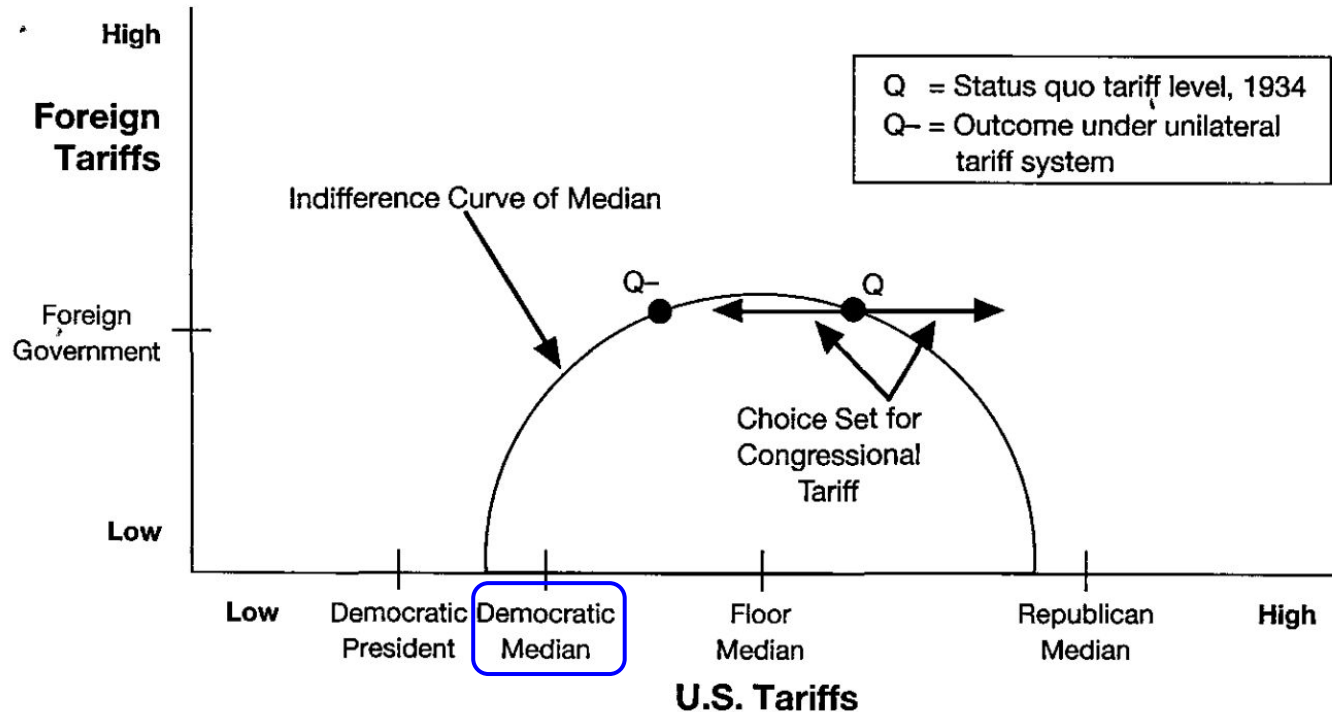 High
Foreign
Tariffs
Q = Status quo tariff level, 1934
Q– = Outcome under unilateral
tariff system
Indifference Curve of Median
Q–
Q
Foreign
Government
Choice Set for
Congressional
Tariff
Low
Low
Democratic
President
Democratic
Median
Floor
Median
Republican
Median
High
U.S. Tariffs